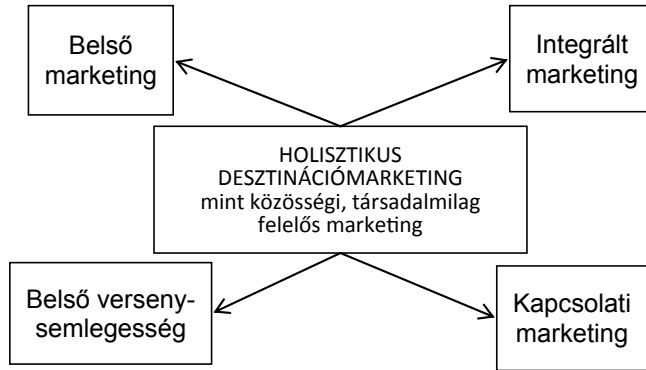 Belső
marketing
Integrált
marketing
HOLISZTIKUS
DESZTINÁCIÓMARKETING
mint közösségi, társadalmilag
felelős marketing
Belső verseny-
semlegesség
Kapcsolati
marketing